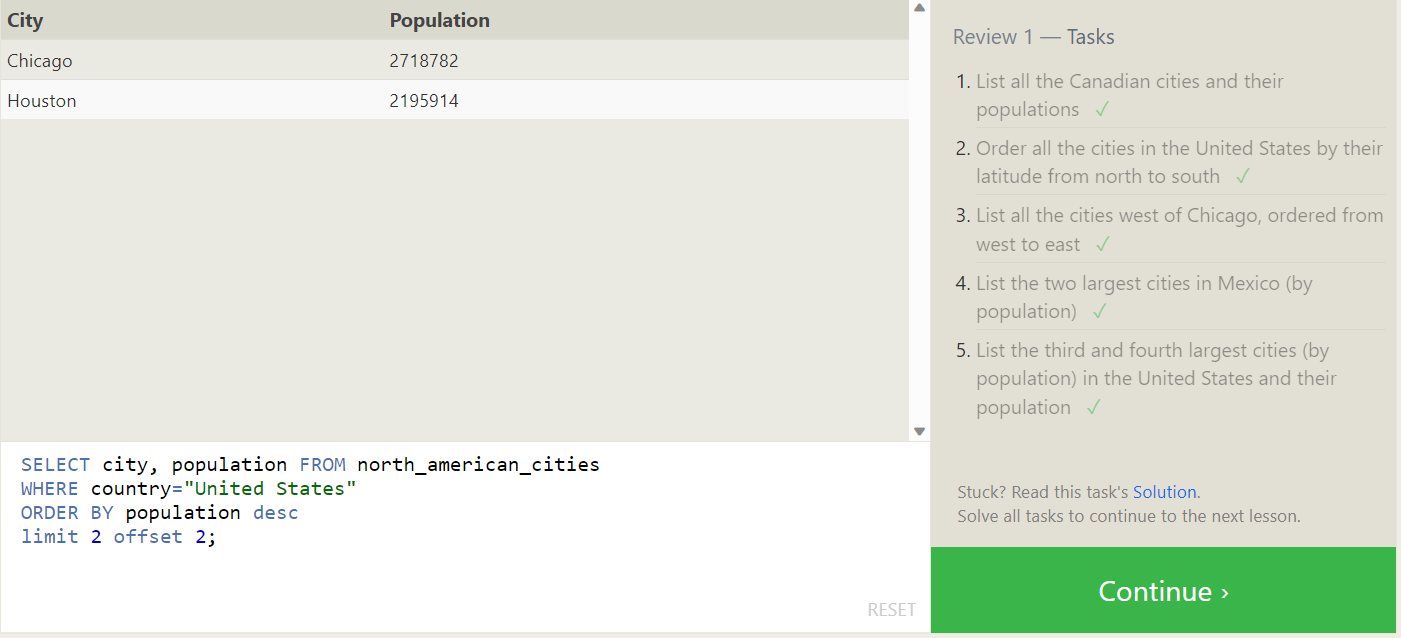 City Population
Chicago 2718782
Houston 2195914
SELECT city, population FROM north_american_cities
WHERE country="United States"
ORDER BY population desc
limit 2 offset 2;
RESET
Review 1 — Tasks
1. List all the Canadian cities and their
populations ✓
2. Order all the cities in the United States by their
latitude from north to south ✓
3. List all the cities west of Chicago, ordered from
west to east ✓
4. List the two largest cities in Mexico (by
population) ✓
5. List the third and fourth largest cities (by
population) in the United States and their
population ✓
Stuck? Read this task's Solution.
Solve all tasks to continue to the next lesson.
Continue ›